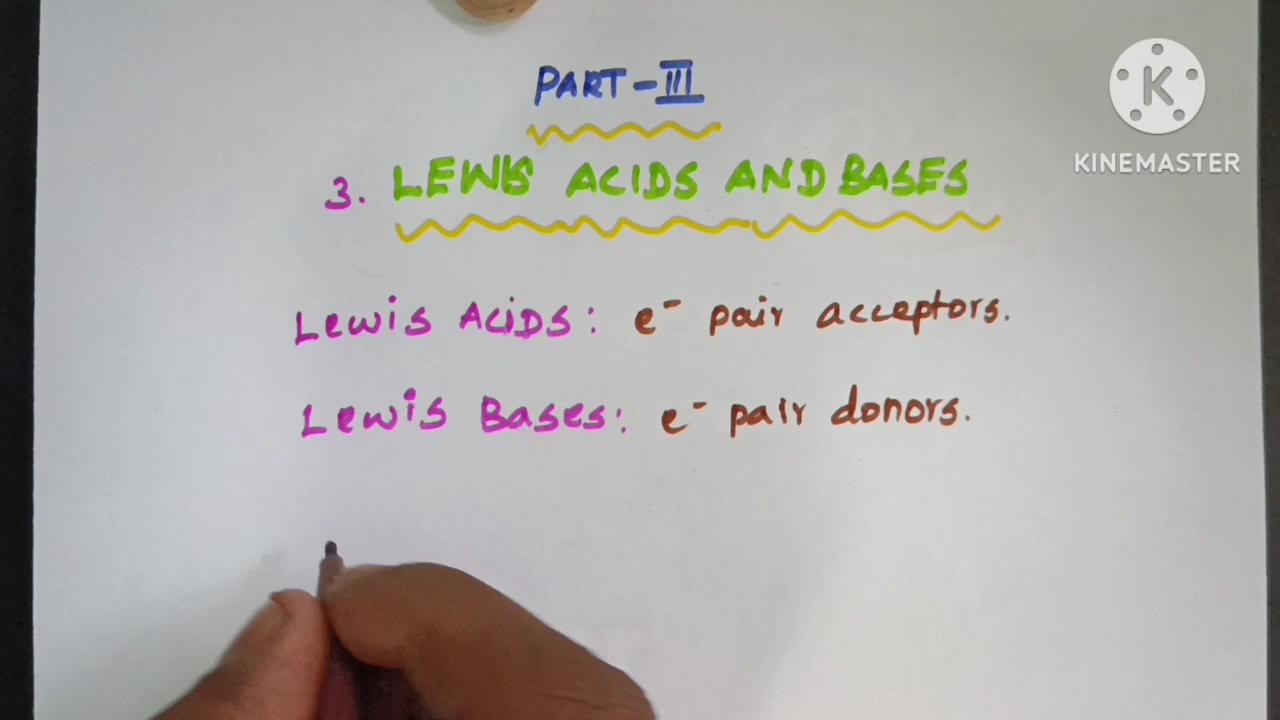 PART-III
3. LEWIS ACIDS AND BASES
Lewis Acids: e⁻ pair acceptors.
Lewis Bases: e⁻ pair donors.
K
KINEMASTER